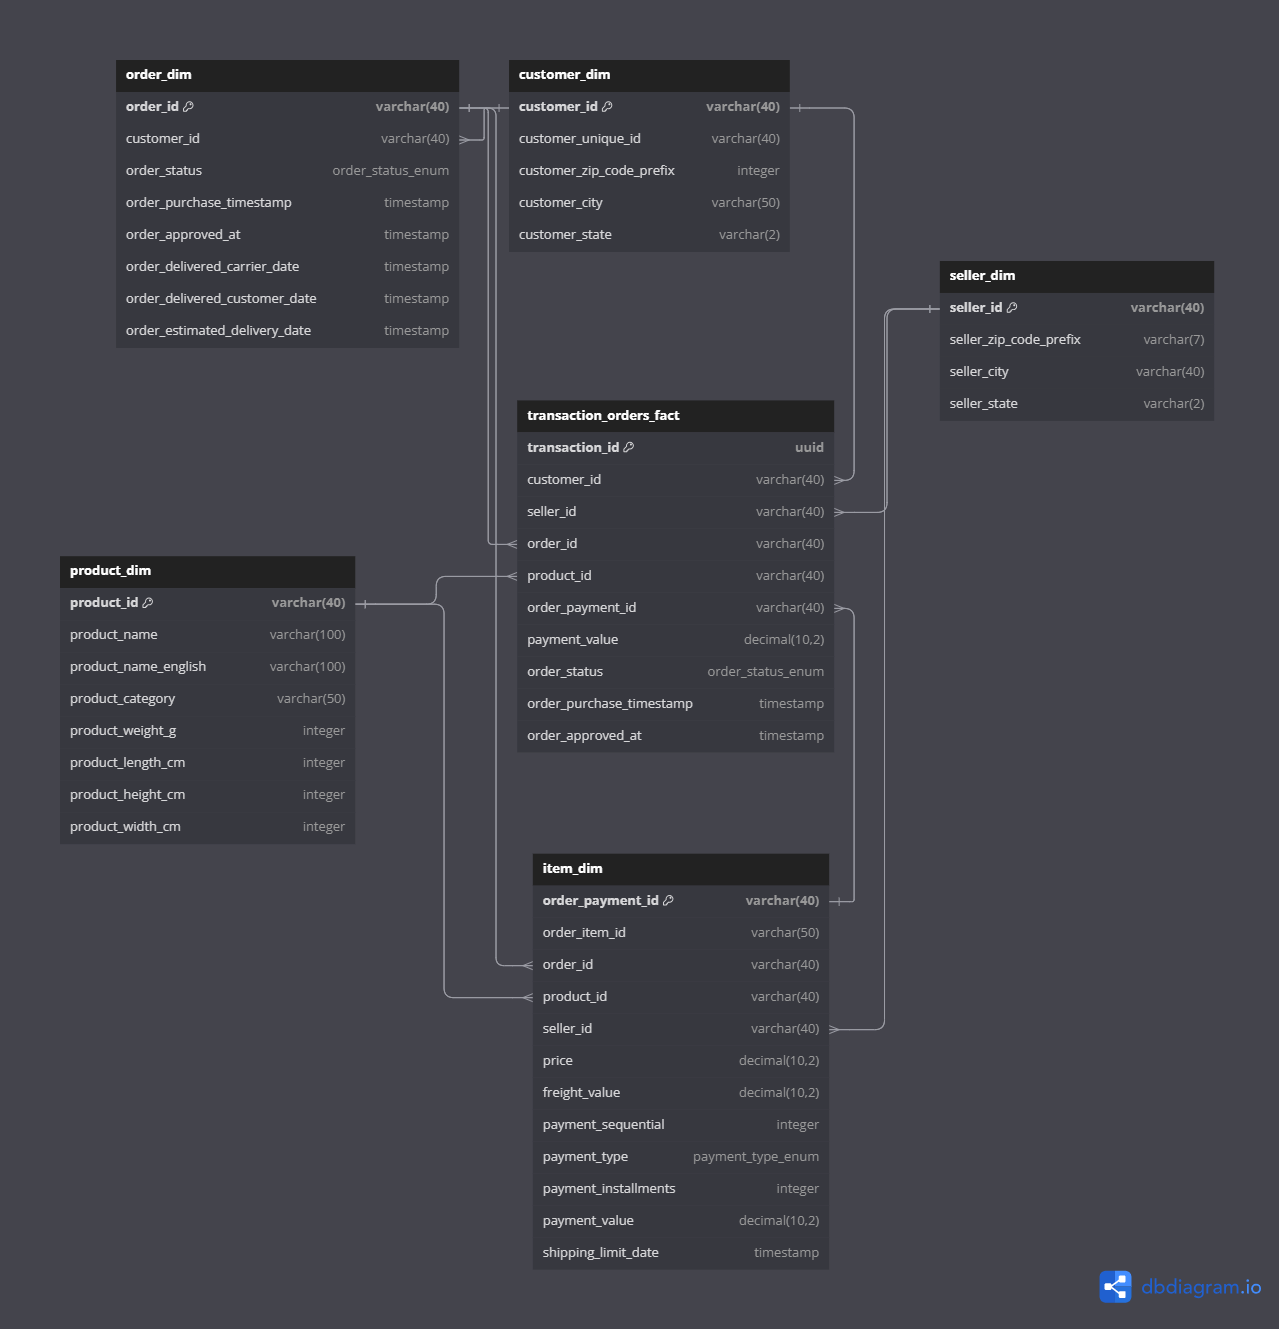 order_dim
order_id varchar(40)
customer_id varchar(40)
order_status order_status_enum
order_purchase_timestamp timestamp
order_approved_at timestamp
order_delivered_carrier_date timestamp
order_delivered_customer_date timestamp
order_estimated_delivery_date timestamp
customer_dim
customer_id varchar(40)
customer_unique_id varchar(40)
customer_zip_code_prefix integer
customer_city varchar(50)
customer_state varchar(2)
seller_dim
seller_id varchar(40)
seller_zip_code_prefix varchar(7)
seller_city varchar(40)
seller_state varchar(2)
transaction_orders_fact
transaction_id uuid
customer_id varchar(40)
seller_id varchar(40)
order_id varchar(40)
product_id varchar(40)
order_payment_id varchar(40)
payment_value decimal(10,2)
order_status order_status_enum
order_purchase_timestamp timestamp
order_approved_at timestamp
product_dim
product_id varchar(40)
product_name varchar(100)
product_name_english varchar(100)
product_category varchar(50)
product_weight_g integer
product_length_cm integer
product_height_cm integer
product_width_cm integer
item_dim
order_payment_id varchar(40)
order_item_id varchar(50)
order_id varchar(40)
product_id varchar(40)
seller_id varchar(40)
price decimal(10,2)
freight_value decimal(10,2)
payment_sequential integer
payment_type payment_type_enum
payment_installments integer
payment_value decimal(10,2)
shipping_limit_date timestamp
dbdiagram.io